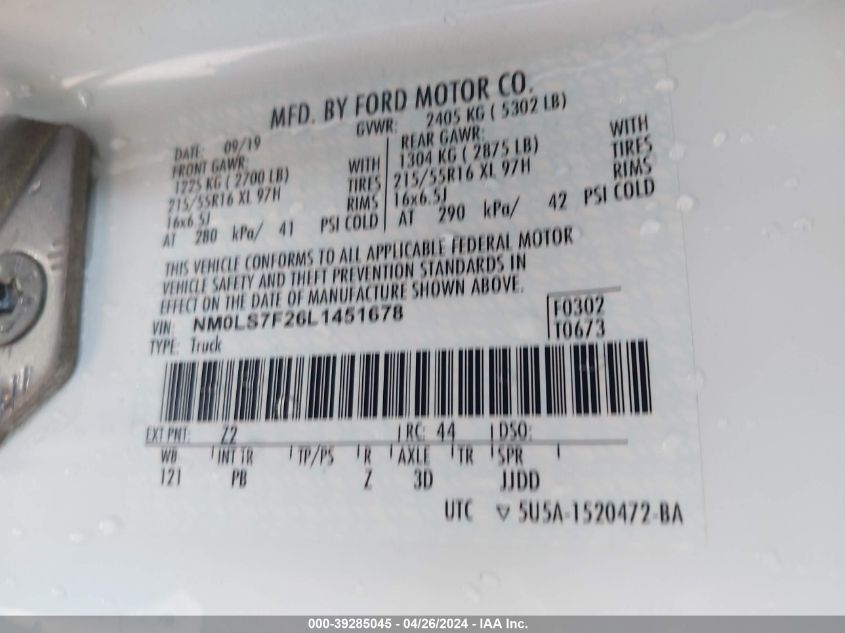 MFD. BY FORD MOTOR CO.
DATE: 09/19 GVWR: 2405 KG ( 5302 LB)
FRONT GAWR: REAR GAWR:
1225 KG ( 2700 LB) WITH 1304 KG ( 2875 LB) WITH
215/55R16 XL 97H TIRES 215/55R16 XL 97H TIRES
16x6.5J RIMS 16x6.5J RIMS
AT 280 kPa/ 41 PSI COLD AT 290 kPa/ 42 PSI COLD
THIS VEHICLE CONFORMS TO ALL APPLICABLE FEDERAL MOTOR
VEHICLE SAFETY AND THEFT PREVENTION STANDARDS IN
EFFECT ON THE DATE OF MANUFACTURE SHOWN ABOVE.
VIN: NM0LS7F26L1451678 F0302
TYPE: Truck T0673
EXT PNT: Z2 RC: 44 DSO:
WB INT TR TP/PS R AXLE TR SPR
121 PB Z 3D JJDD
UTC 5U5A-1520472-BA
000-39285045 - 04/26/2024 - IAA Inc.